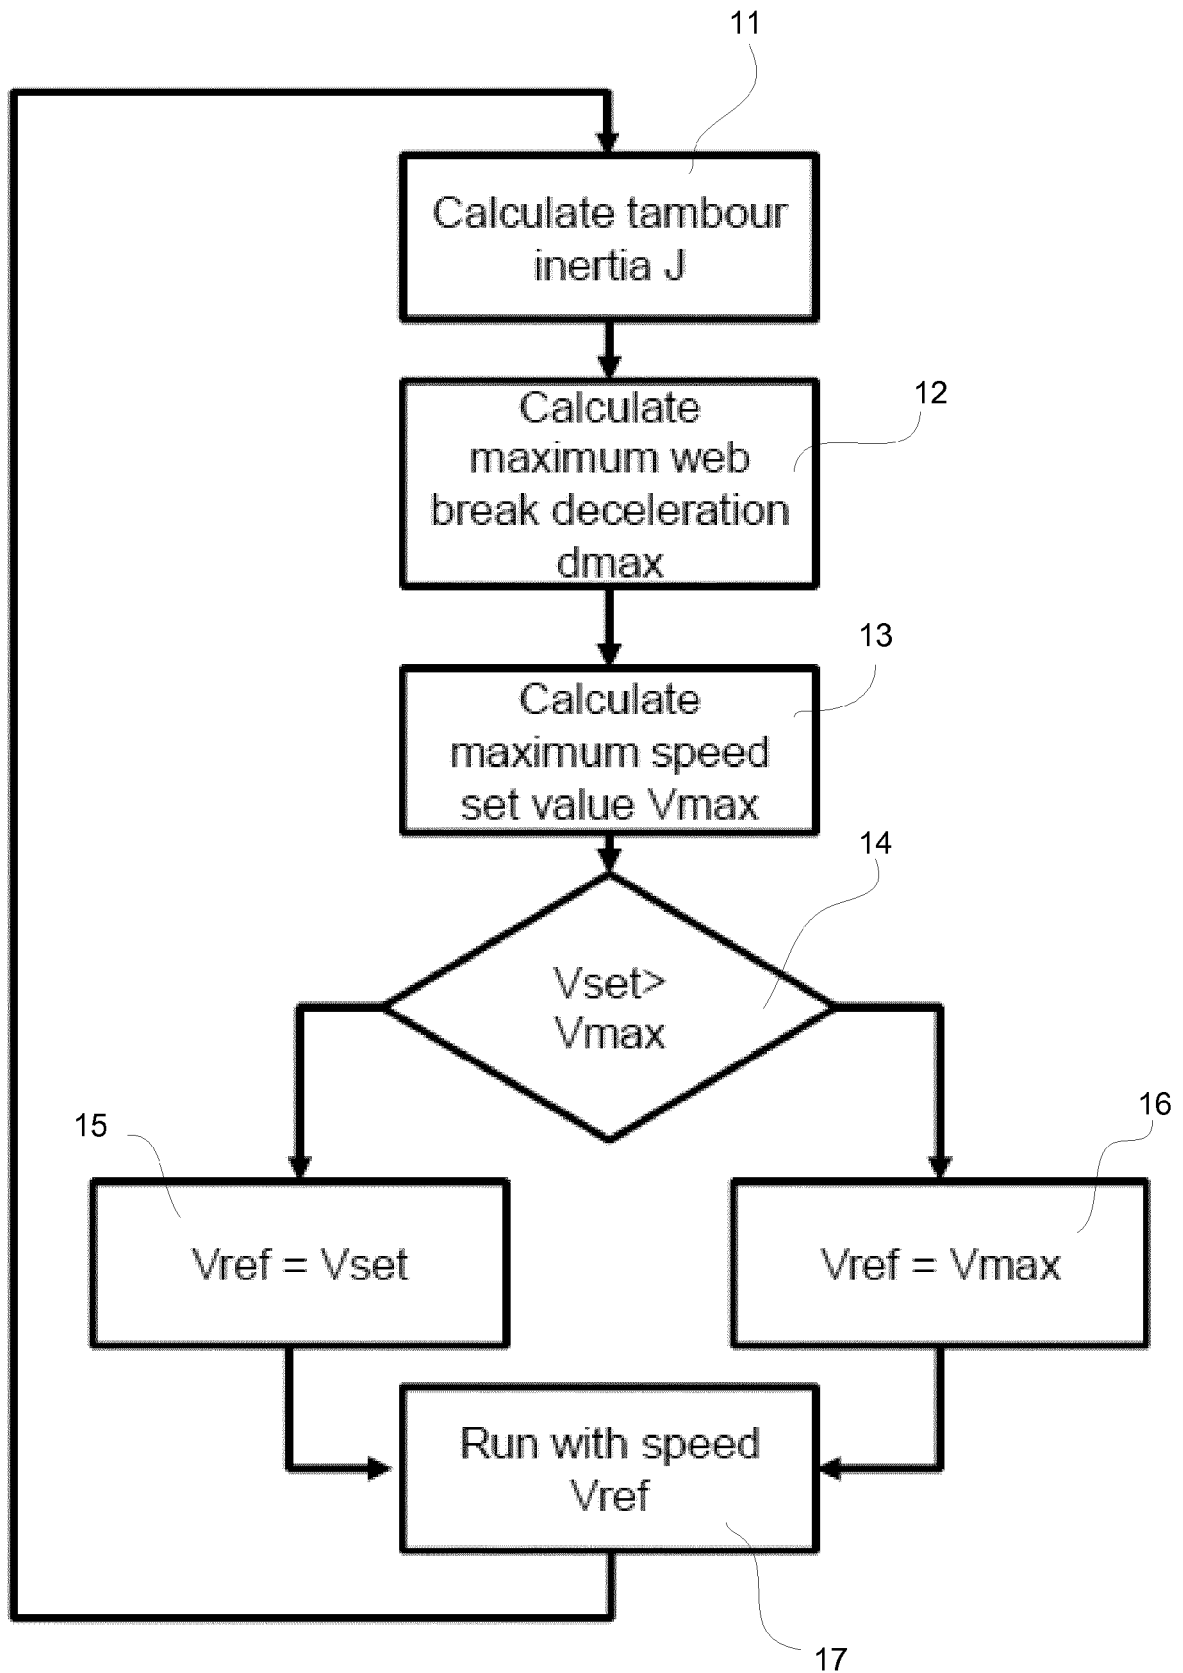 11
Calculate tambour
inertia J
12
Calculate
maximum web
break deceleration
dmax
13
Calculate
maximum speed
set value Vmax
14
Vset>
Vmax
15
16
Vref = Vset
Vref = Vmax
Run with speed
Vref
17